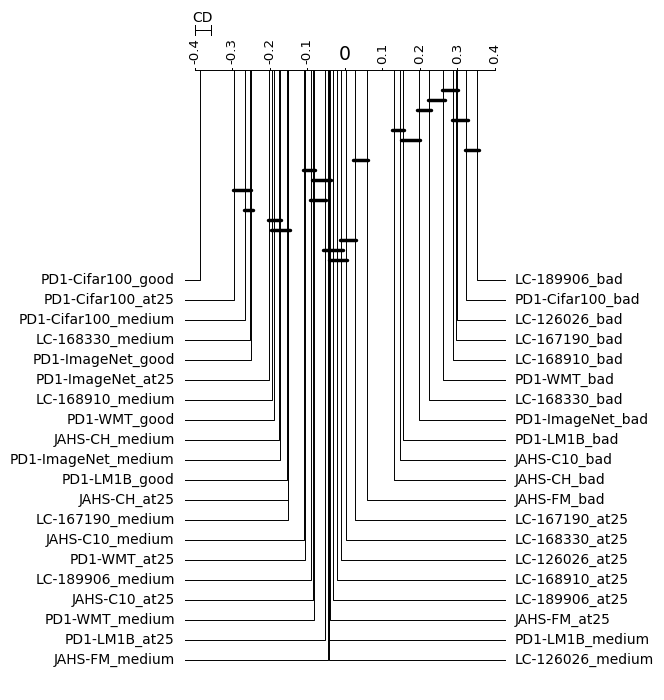 CD
-0.4 -0.3 -0.2 -0.1 0 0.1 0.2 0.3 0.4
PD1-Cifar100_good LC-189906_bad
PD1-Cifar100_at25 PD1-Cifar100_bad
PD1-Cifar100_medium LC-126026_bad
LC-168330_medium LC-167190_bad
PD1-ImageNet_good LC-168910_bad
PD1-ImageNet_at25 PD1-WMT_bad
LC-168910_medium LC-168330_bad
PD1-WMT_good PD1-ImageNet_bad
JAHS-CH_medium PD1-LM1B_bad
PD1-ImageNet_medium JAHS-C10_bad
PD1-LM1B_good JAHS-CH_bad
JAHS-CH_at25 JAHS-FM_bad
LC-167190_medium LC-167190_at25
JAHS-C10_medium LC-168330_at25
PD1-WMT_at25 LC-126026_at25
LC-189906_medium LC-168910_at25
JAHS-C10_at25 LC-189906_at25
PD1-WMT_medium JAHS-FM_at25
PD1-LM1B_at25 PD1-LM1B_medium
JAHS-FM_medium LC-126026_medium